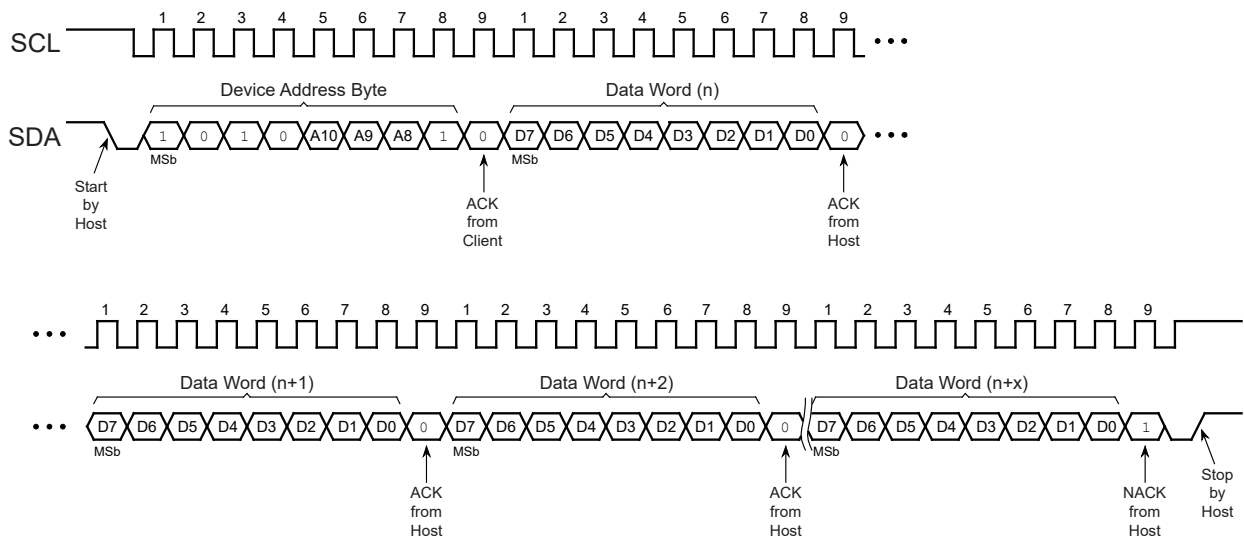 1 2 3 4 5 6 7 8 9 1 2 3 4 5 6 7 8 9
SCL
Device Address Byte Data Word (n)
SDA 1 0 1 0 A10 A9 A8 1 0 D7 D6 D5 D4 D3 D2 D1 D0 0
MSb MSb
Start
by
Host
ACK
from
Client
ACK
from
Host
1 2 3 4 5 6 7 8 9 1 2 3 4 5 6 7 8 9 1 2 3 4 5 6 7 8 9
Data Word (n+1) Data Word (n+2) Data Word (n+x)
D7 D6 D5 D4 D3 D2 D1 D0 0 D7 D6 D5 D4 D3 D2 D1 D0 0 D7 D6 D5 D4 D3 D2 D1 D0 1
MSb MSb MSb
ACK
from
Host
ACK
from
Host
NACK
from
Host
Stop
by
Host